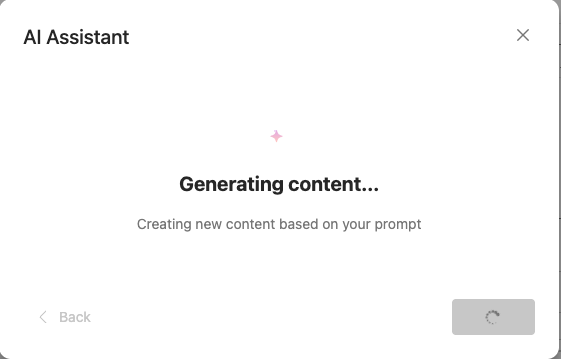 AI Assistant
Generating content...
Creating new content based on your prompt
Back